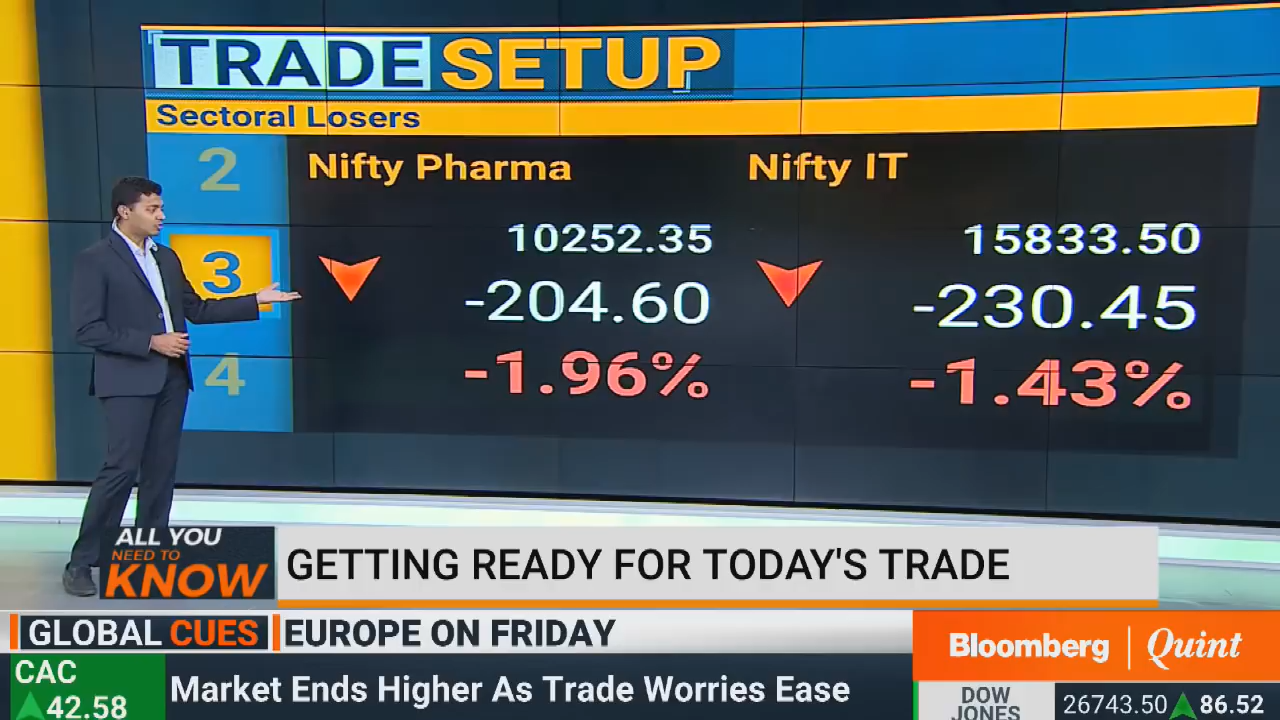 TRADE SETUP
Sectoral Losers
2
3
4
Nifty Pharma
10252.35
-204.60
-1.96%
Nifty IT
15833.50
-230.45
-1.43%
ALL YOU
NEED TO
KNOW
GETTING READY FOR TODAY'S TRADE
GLOBAL CUES
EUROPE ON FRIDAY
Bloomberg | Quint
CAC
42.58
Market Ends Higher As Trade Worries Ease
DOW
JONES
26743.50
86.52